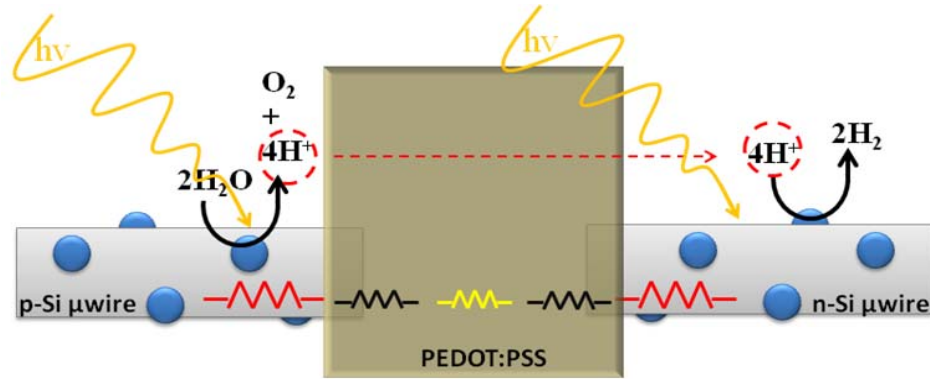 hν
hν
O₂
+
4H⁺
2H₂O
4H⁺
2H₂
p-Si μwire
n-Si μwire
PEDOT:PSS